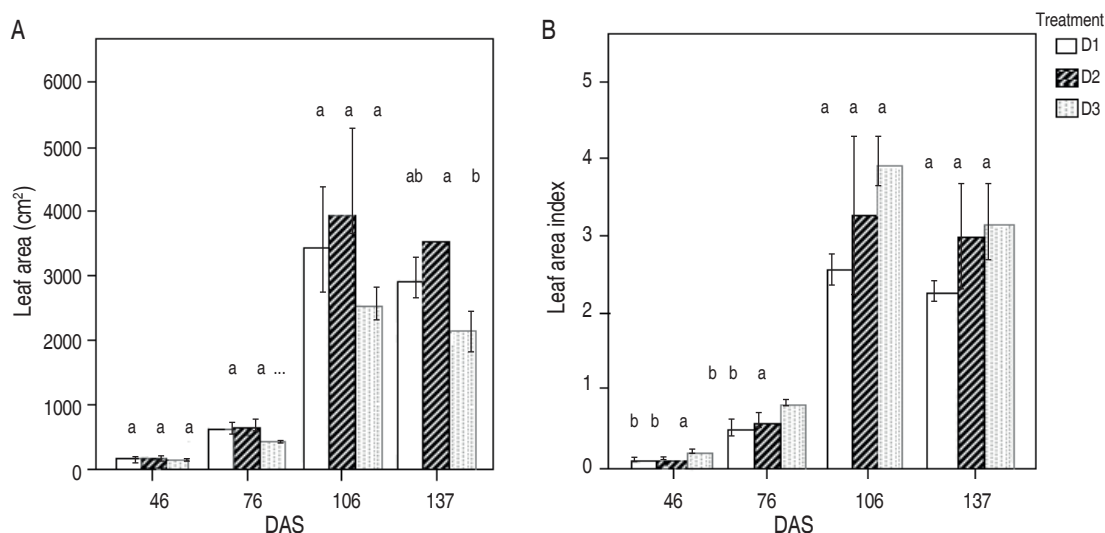 A
Leaf area (cm²)
6000
5000
4000
3000
2000
1000
0
a a a
a a ...
a a a
ab a b
46 76 106 137
DAS
B
Leaf area index
5
4
3
2
1
0
b b a
b b a
a a a
a a a
46 76 106 137
DAS
Treatment
D1
D2
D3